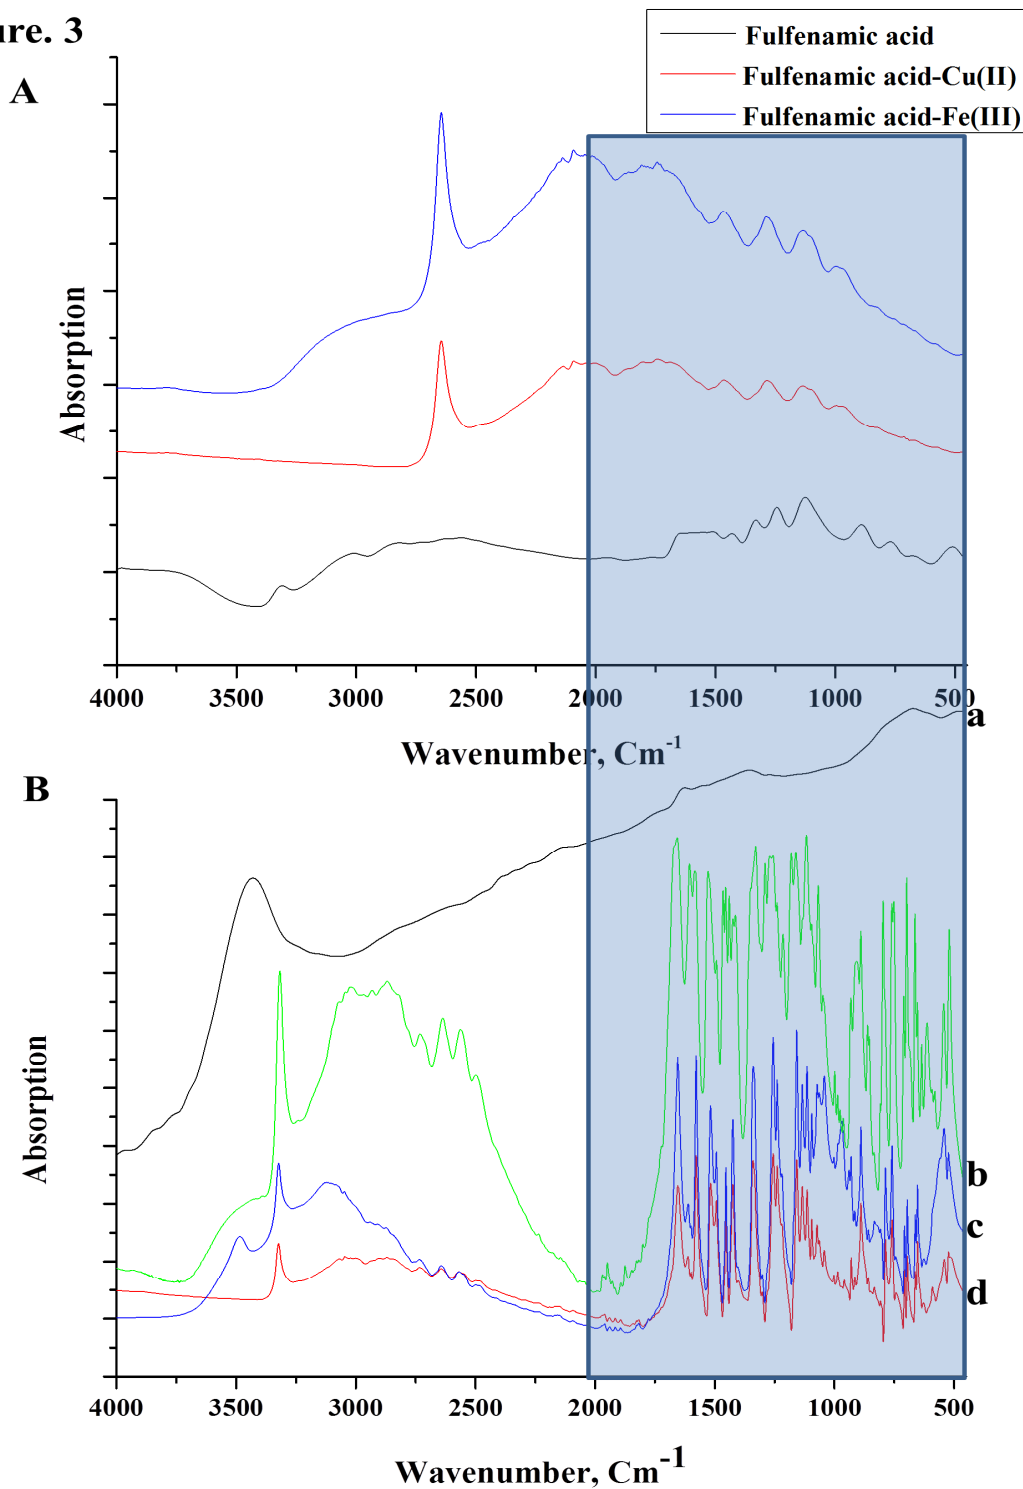 ure. 3
Fulfenamic acid
Fulfenamic acid-Cu(II)
Fulfenamic acid-Fe(III)
A
Absorption
4000 3500 3000 2500 2000 1500 1000 500
a
Wavenumber, Cm-1
B
Absorption
b
c
d
4000 3500 3000 2500 2000 1500 1000 500
Wavenumber, Cm-1